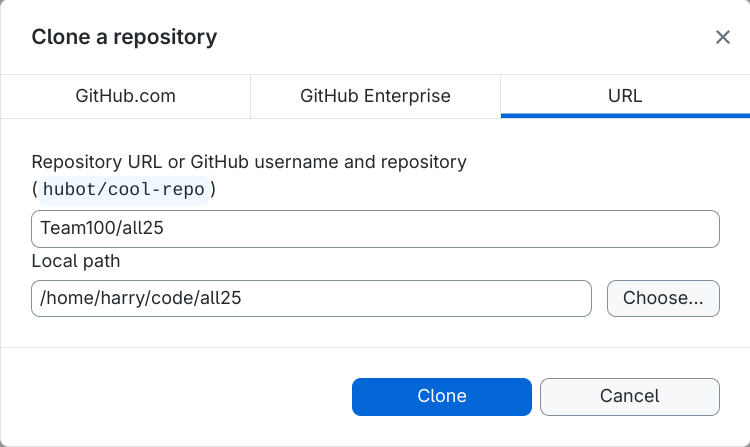 Clone a repository
GitHub.com
GitHub Enterprise
URL
Repository URL or GitHub username and repository
(hubot/cool-repo)
Team100/all25
Local path
/home/harry/code/all25
Choose...
Clone
Cancel